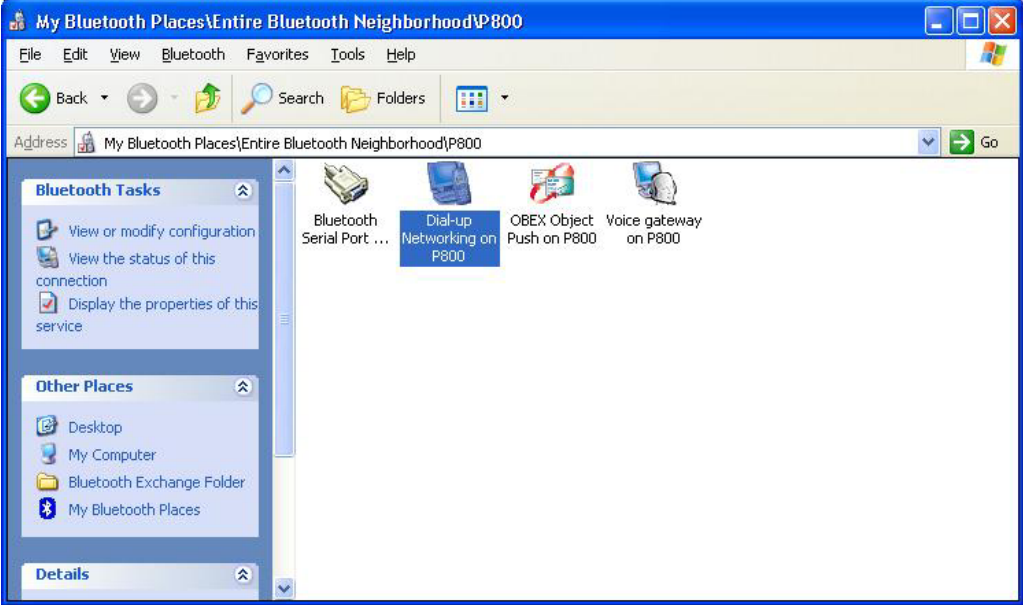 My Bluetooth Places\Entire Bluetooth Neighborhood\P800
File Edit View Bluetooth Favorites Tools Help
Back Search Folders
Address My Bluetooth Places\Entire Bluetooth Neighborhood\P800 Go
Bluetooth Tasks
View or modify configuration
View the status of this
connection
Display the properties of this
service
Other Places
Desktop
My Computer
Bluetooth Exchange Folder
My Bluetooth Places
Details
Bluetooth
Serial Port ...
Dial-up
Networking on
P800
OBEX Object
Push on P800
Voice gateway
on P800